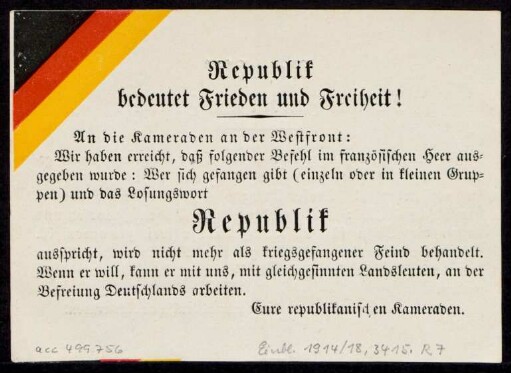 Republik
bedeutet Frieden und Freiheit!
An die Kameraden an der Westfront:
Wir haben erreicht, daß folgender Befehl im französischen Heer aus-
gegeben wurde: Wer sich gefangen gibt (einzeln oder in kleinen Grup-
pen) und das Losungswort
Republik
ausspricht, wird nicht mehr als kriegsgefangener Feind behandelt.
Wenn er will, kann er mit uns, mit gleichgesinnten Landsleuten, an der
Befreiung Deutschlands arbeiten.
Eure republikanischen Kameraden.
acc 499.756
Einbl. 1914/18, 3415. R.7